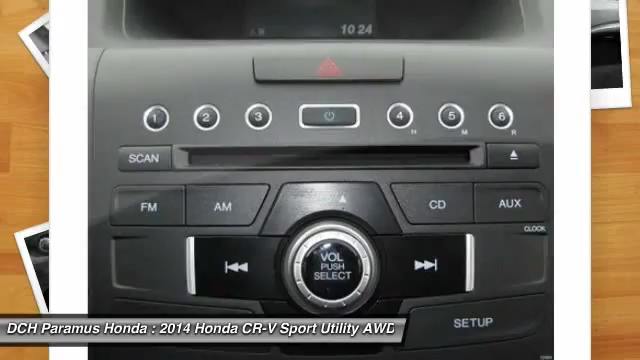 10 24
1 2 3 4 5 6
H M R
SCAN
FM AM CD AUX
CLOCK
VOL
PUSH
SELECT
SETUP
DCH Paramus Honda : 2014 Honda CR-V Sport Utility AWD